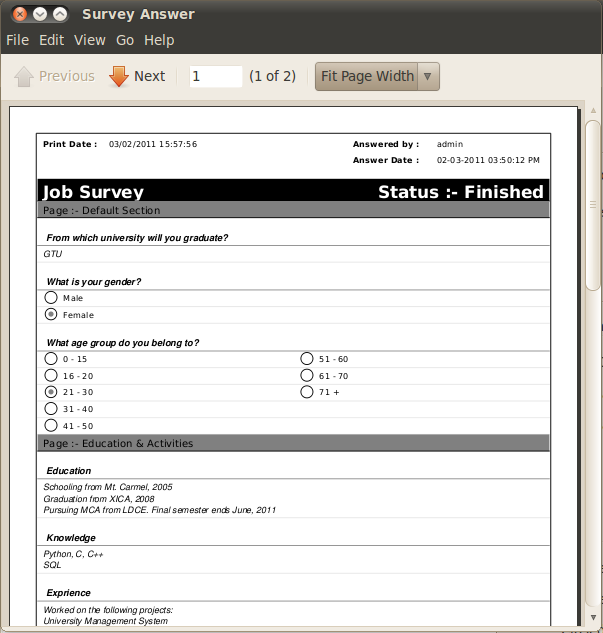 Survey Answer
File Edit View Go Help
Previous Next 1 (1 of 2) Fit Page Width
Print Date : 03/02/2011 15:57:56 Answered by : admin
Answer Date : 02-03-2011 03:50:12 PM
Job Survey Status :- Finished
Page :- Default Section
From which university will you graduate?
GTU
What is your gender?
Male
Female
What age group do you belong to?
0 - 15 51 - 60
16 - 20 61 - 70
21 - 30 71 +
31 - 40
41 - 50
Page :- Education & Activities
Education
Schooling from Mt. Carmel, 2005
Graduation from XICA, 2008
Pursuing MCA from LDCE. Final semester ends June, 2011
Knowledge
Python, C, C++
SQL
Exprience
Worked on the following projects:
University Management System